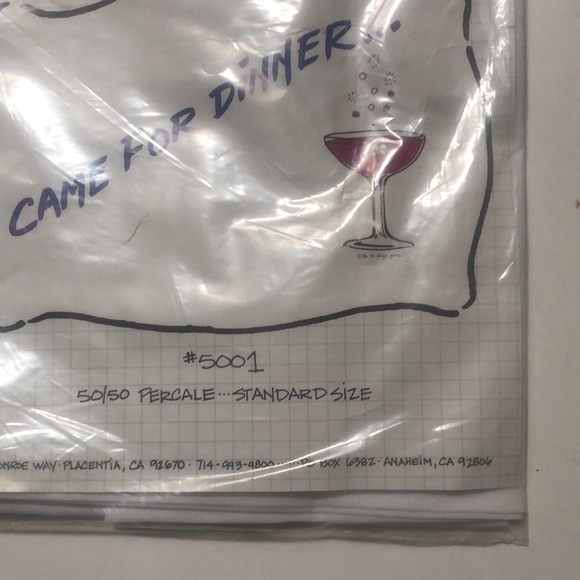 CAME FOR DINNER...
#5001
50/50 PERCALE...STANDARD SIZE
WAY · PLACENTIA, CA 92670 · 714-993-9800 BOX 6382 · ANAHEIM, CA 92806